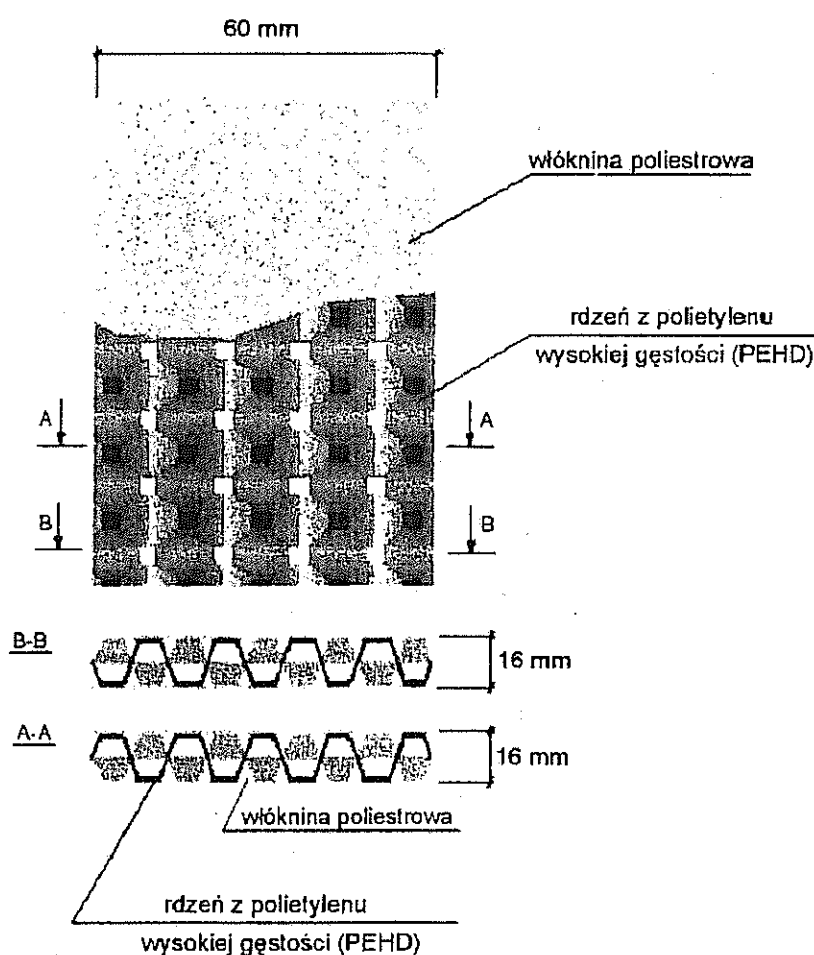 60 mm
włóknina poliestrowa
rdzeń z polietylenu
wysokiej gęstości (PEHD)
A
A
B
B
B-B
16 mm
A-A
16 mm
włóknina poliestrowa
rdzeń z polietylenu
wysokiej gęstości (PEHD)